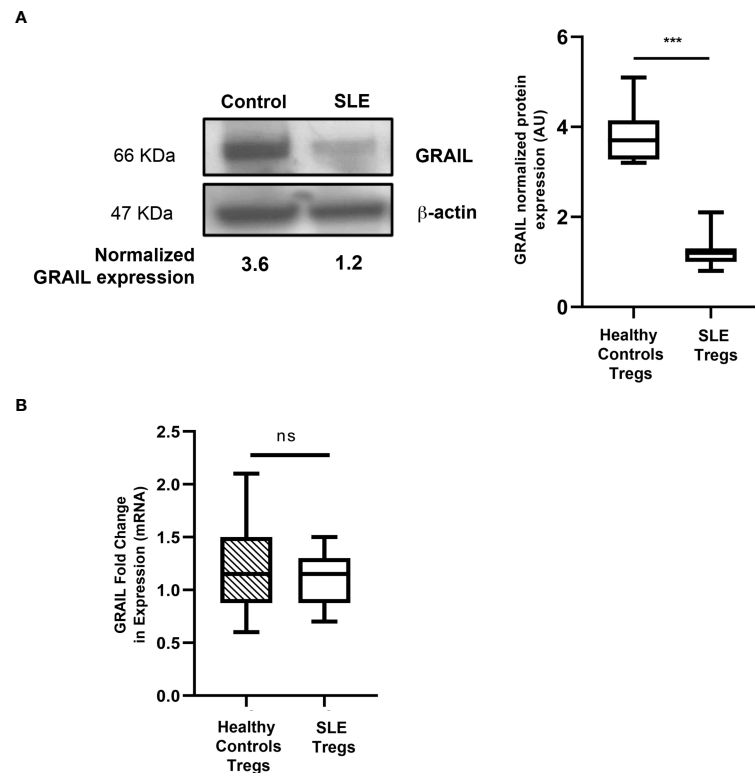 A
Control SLE
66 KDa
GRAIL
47 KDa
β-actin
Normalized
GRAIL expression
3.6 1.2
GRAIL normalized protein
expression (AU)
6
4
2
0
***
Healthy
Controls
Tregs
SLE
Tregs
B
GRAIL Fold Change
in Expression (mRNA)
2.5
2.0
1.5
1.0
0.5
0.0
ns
Healthy
Controls
Tregs
SLE
Tregs